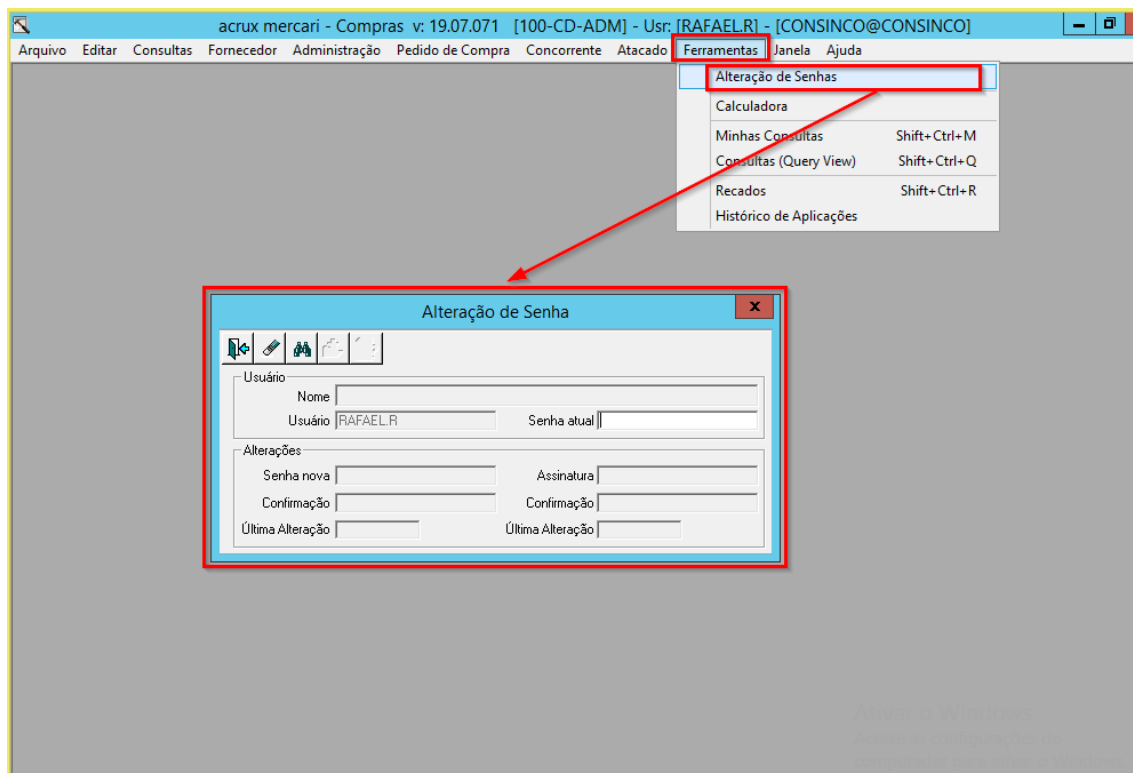 acrux mercari - Compras v: 19.07.071 [100-CD-ADM] - Usr: [RAFAEL.R] - [CONSINCO@CONSINCO]
Arquivo Editar Consultas Fornecedor Administração Pedido de Compra Concorrente Atacado Ferramentas Janela Ajuda
Alteração de Senhas
Calculadora
Minhas Consultas Shift+Ctrl+M
Consultas (Query View) Shift+Ctrl+Q
Recados Shift+Ctrl+R
Histórico de Aplicações
Alteração de Senha
Usuário
Nome
Usuário RAFAEL.R Senha atual
Alterações
Senha nova Assinatura
Confirmação Confirmação
Última Alteração Última Alteração
Ativar o Windows